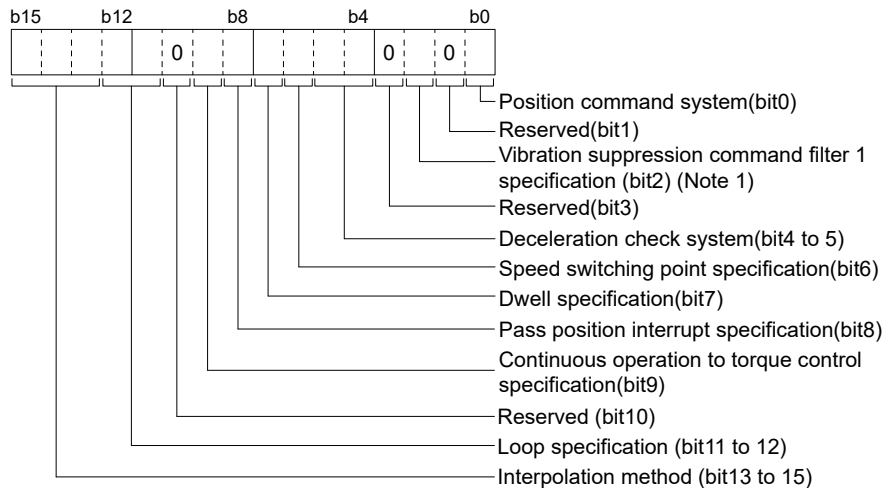 b15 b12 b8 b4 b0
0 0 0
Position command system(bit0)
Reserved(bit1)
Vibration suppression command filter 1
specification (bit2) (Note 1)
Reserved(bit3)
Deceleration check system(bit4 to 5)
Speed switching point specification(bit6)
Dwell specification(bit7)
Pass position interrupt specification(bit8)
Continuous operation to torque control
specification(bit9)
Reserved (bit10)
Loop specification (bit11 to 12)
Interpolation method (bit13 to 15)